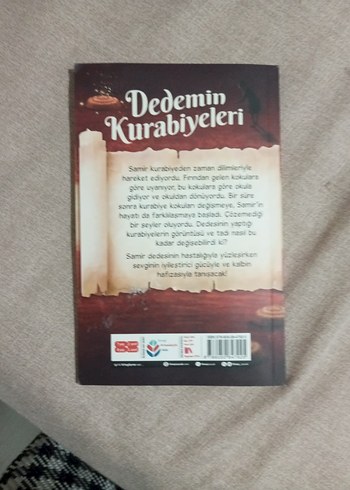 Dedemin
Kurabiyeleri
Samir kurabiyeden zaman dilimleriyle
hareket ediyordu. Fırından gelen kokulara
göre uyanıyor, bu kokulara göre okula
gidiyor ve okuldan dönüyordu. Bir süre
sonra kurabiye kokuları değişmeye, Samir'in
hayatı da farklılaşmaya başladı. Çözemediği
bir şeyler oluyordu. Dedesinin yaptığı
kurabiyelerin görüntüsü ve tadı nasıl bu
kadar değişebilirdi ki?
Samir dedesinin hastalığıyla yüzleşirken
sevginin iyileştirici gücüyle ve kalbin
hafızasıyla tanışacak!